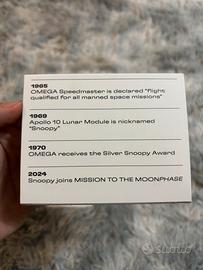 1965
OMEGA Speedmaster is declared "flight
qualified for all manned space missions"
1969
Apollo 10 Lunar Module is nicknamed
"Snoopy"
1970
OMEGA receives the Silver Snoopy Award
2024
Snoopy joins MISSION TO THE MOONPHASE
subito